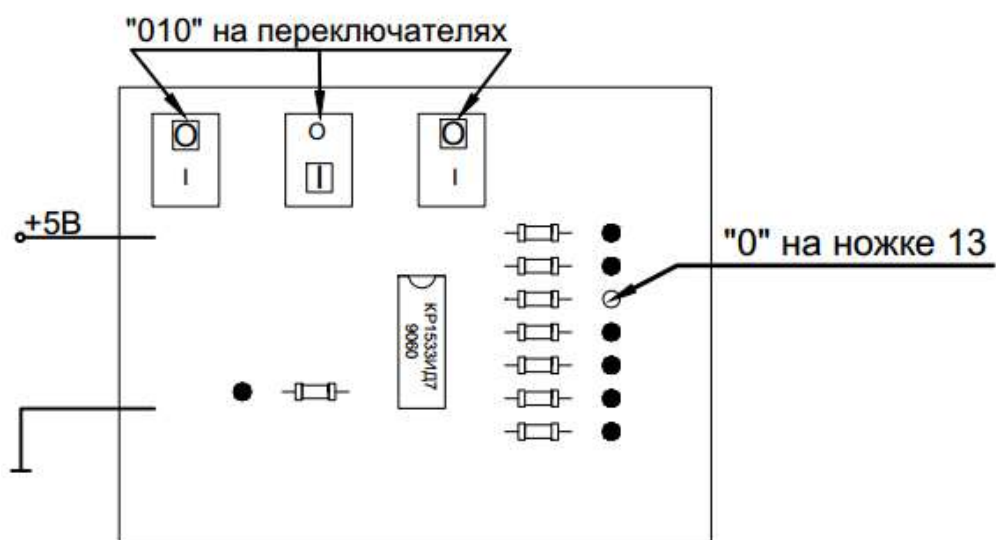 "010" на переключателях
O
I
O
I
O
I
+5В
"0" на ножке 13
КР1533ИД7
9060